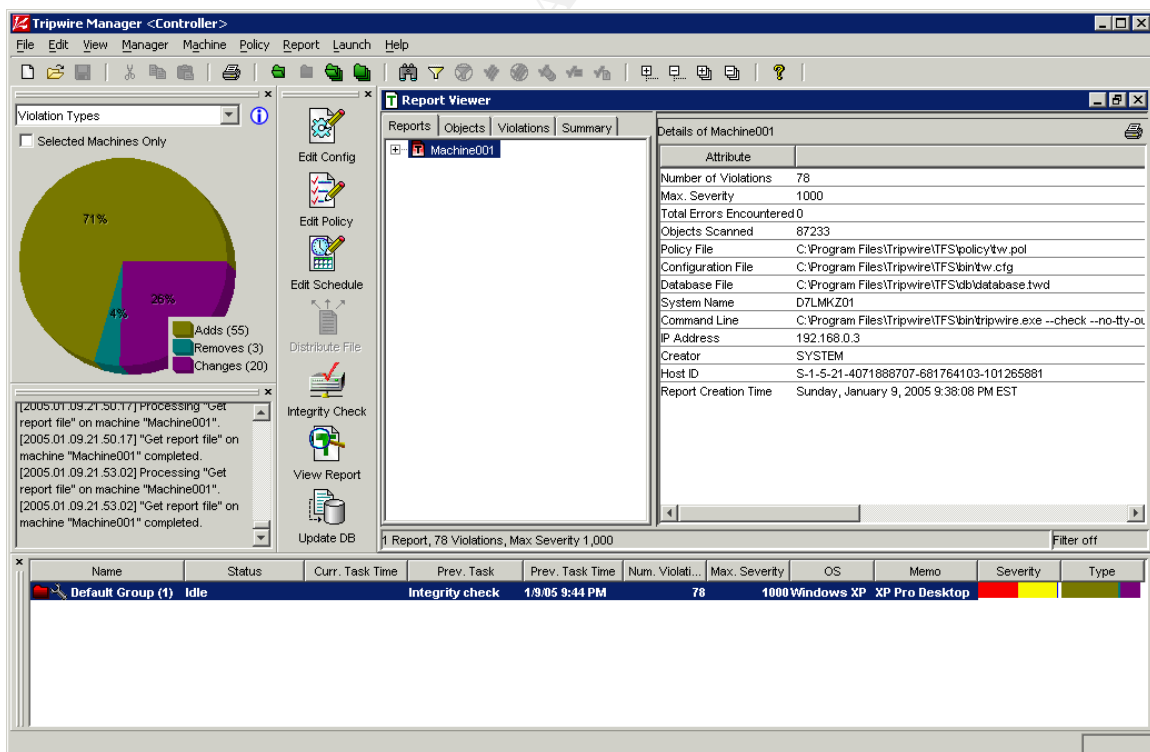 Tripwire Manager <Controller>
File Edit View Manager Machine Policy Report Launch Help
Violation Types
Selected Machines Only
71%
26%
4%
Adds (55)
Removes (3)
Changes (20)
[2005.01.09.21.50.17] Processing "Get
report file" on machine "Machine001".
[2005.01.09.21.50.17] "Get report file" on
machine "Machine001" completed.
[2005.01.09.21.53.02] Processing "Get
report file" on machine "Machine001".
[2005.01.09.21.53.02] "Get report file" on
machine "Machine001" completed.
Edit Config
Edit Policy
Edit Schedule
Distribute File
Integrity Check
View Report
Update DB
Report Viewer
Reports Objects Violations Summary
Machine001
Details of Machine001
Attribute
Number of Violations 78
Max. Severity 1000
Total Errors Encountered 0
Objects Scanned 87233
Policy File C:\Program Files\Tripwire\TFS\policy\tw.pol
Configuration File C:\Program Files\Tripwire\TFS\bin\tw.cfg
Database File C:\Program Files\Tripwire\TFS\db\database.twd
System Name D7LMKZ01
Command Line C:\Program Files\Tripwire\TFS\bin\tripwire.exe --check --no-tty-ou
IP Address 192.168.0.3
Creator SYSTEM
Host ID S-1-5-21-4071888707-681764103-101265881
Report Creation Time Sunday, January 9, 2005 9:38:08 PM EST
1 Report, 78 Violations, Max Severity 1,000 Filter off
Name Status Curr. Task Time Prev. Task Prev. Task Time Num. Violati... Max. Severity OS Memo Severity Type
Default Group (1) Idle Integrity check 1/9/05 9:44 PM 78 1000 Windows XP XP Pro Desktop